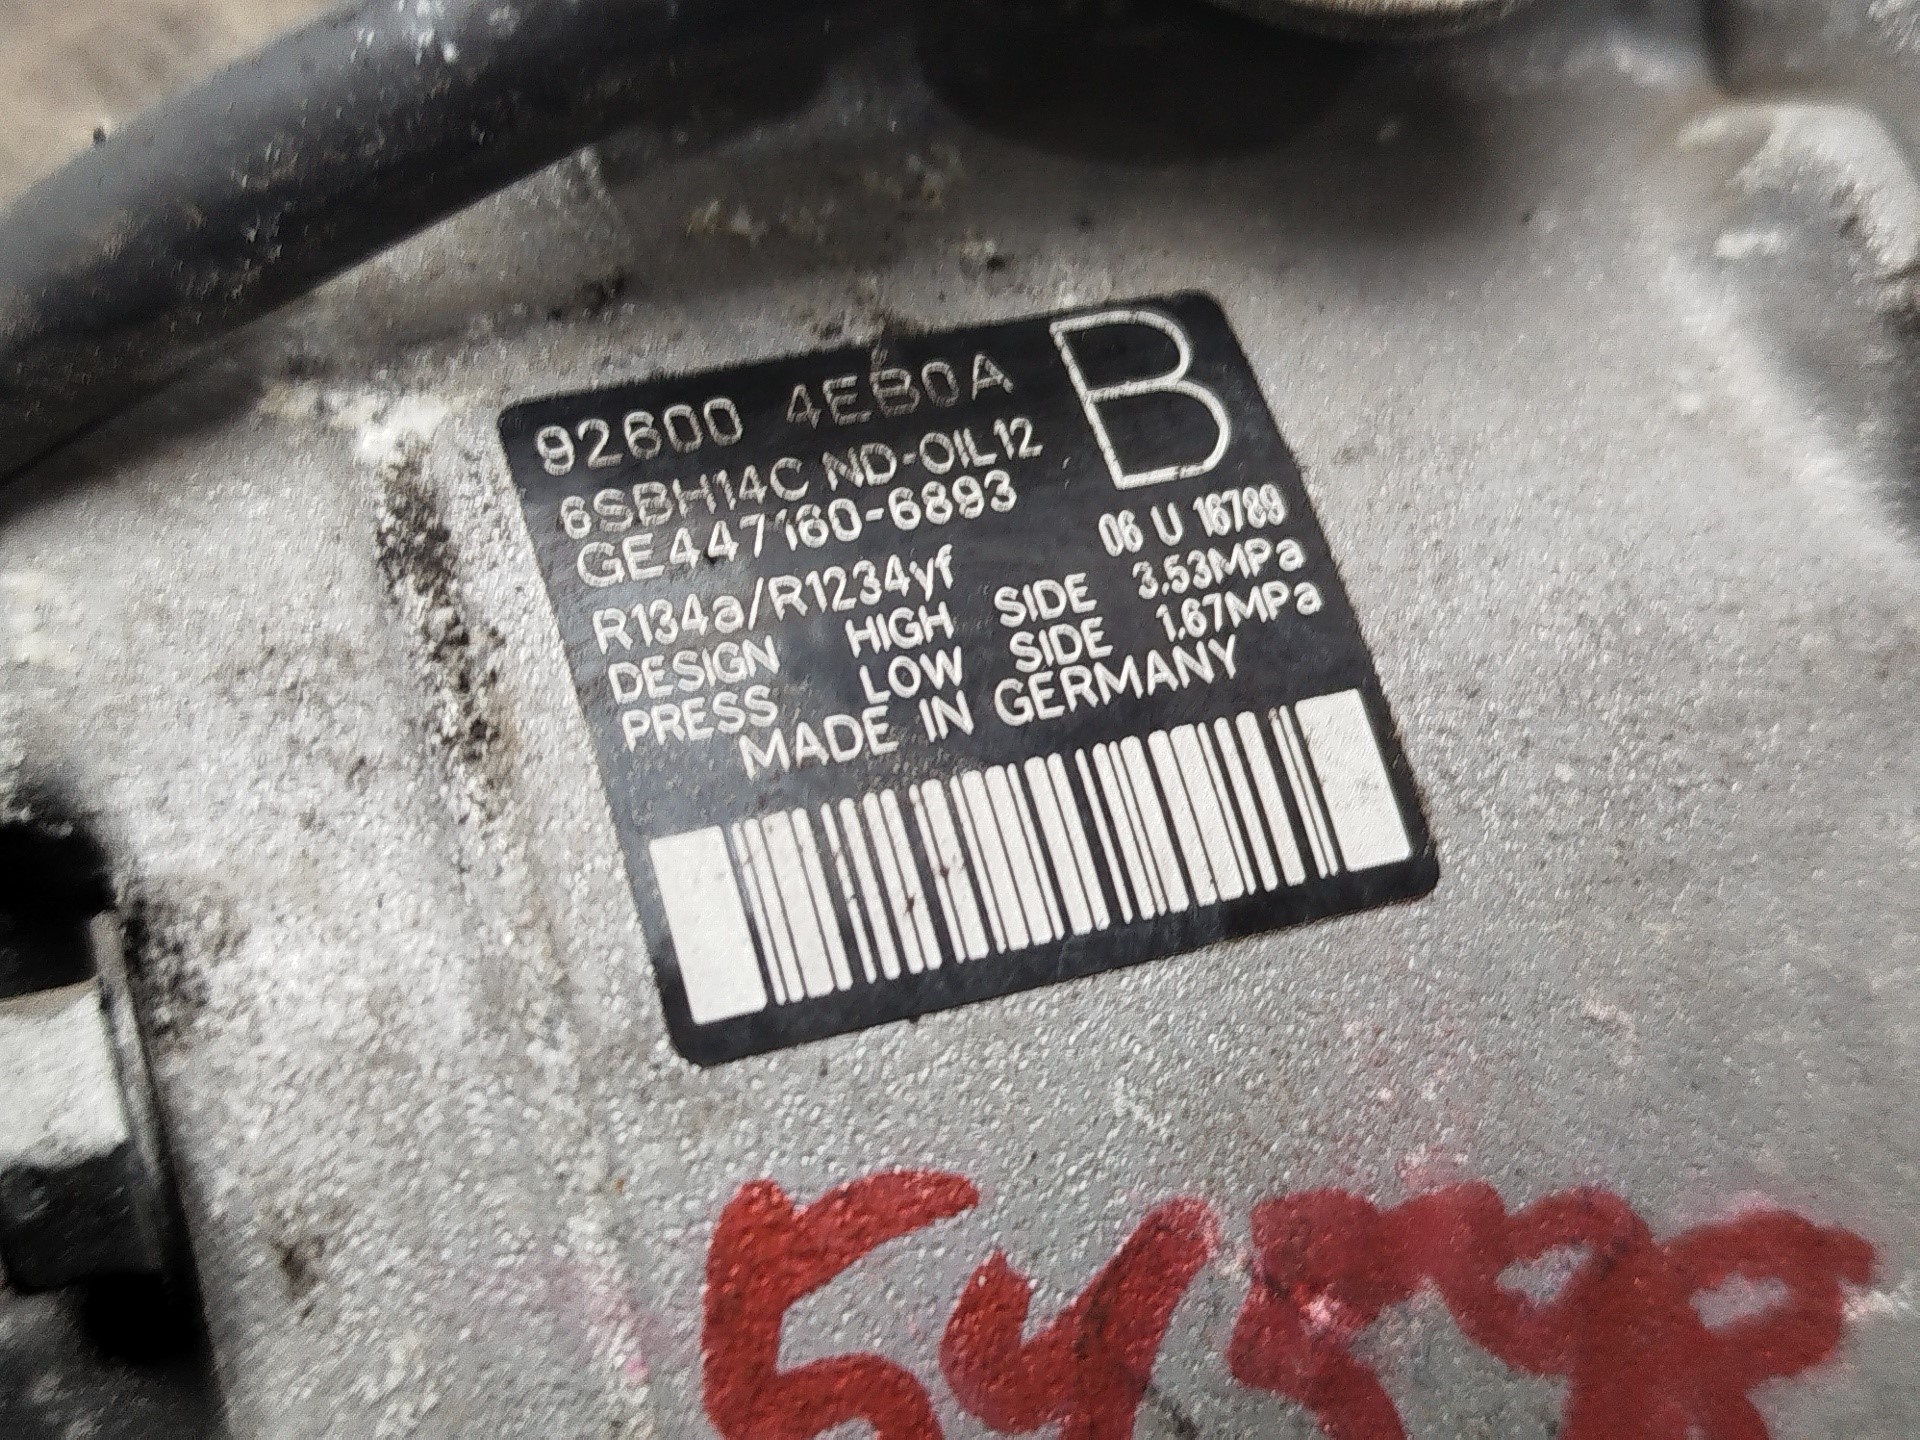 92600 4EB0A B
6SBH14C ND-OIL12
GE447160-6893
06 U 16789
R134a/R1234yf
DESIGN HIGH SIDE 3.53MPa
PRESS LOW SIDE 1.67MPa
MADE IN GERMANY